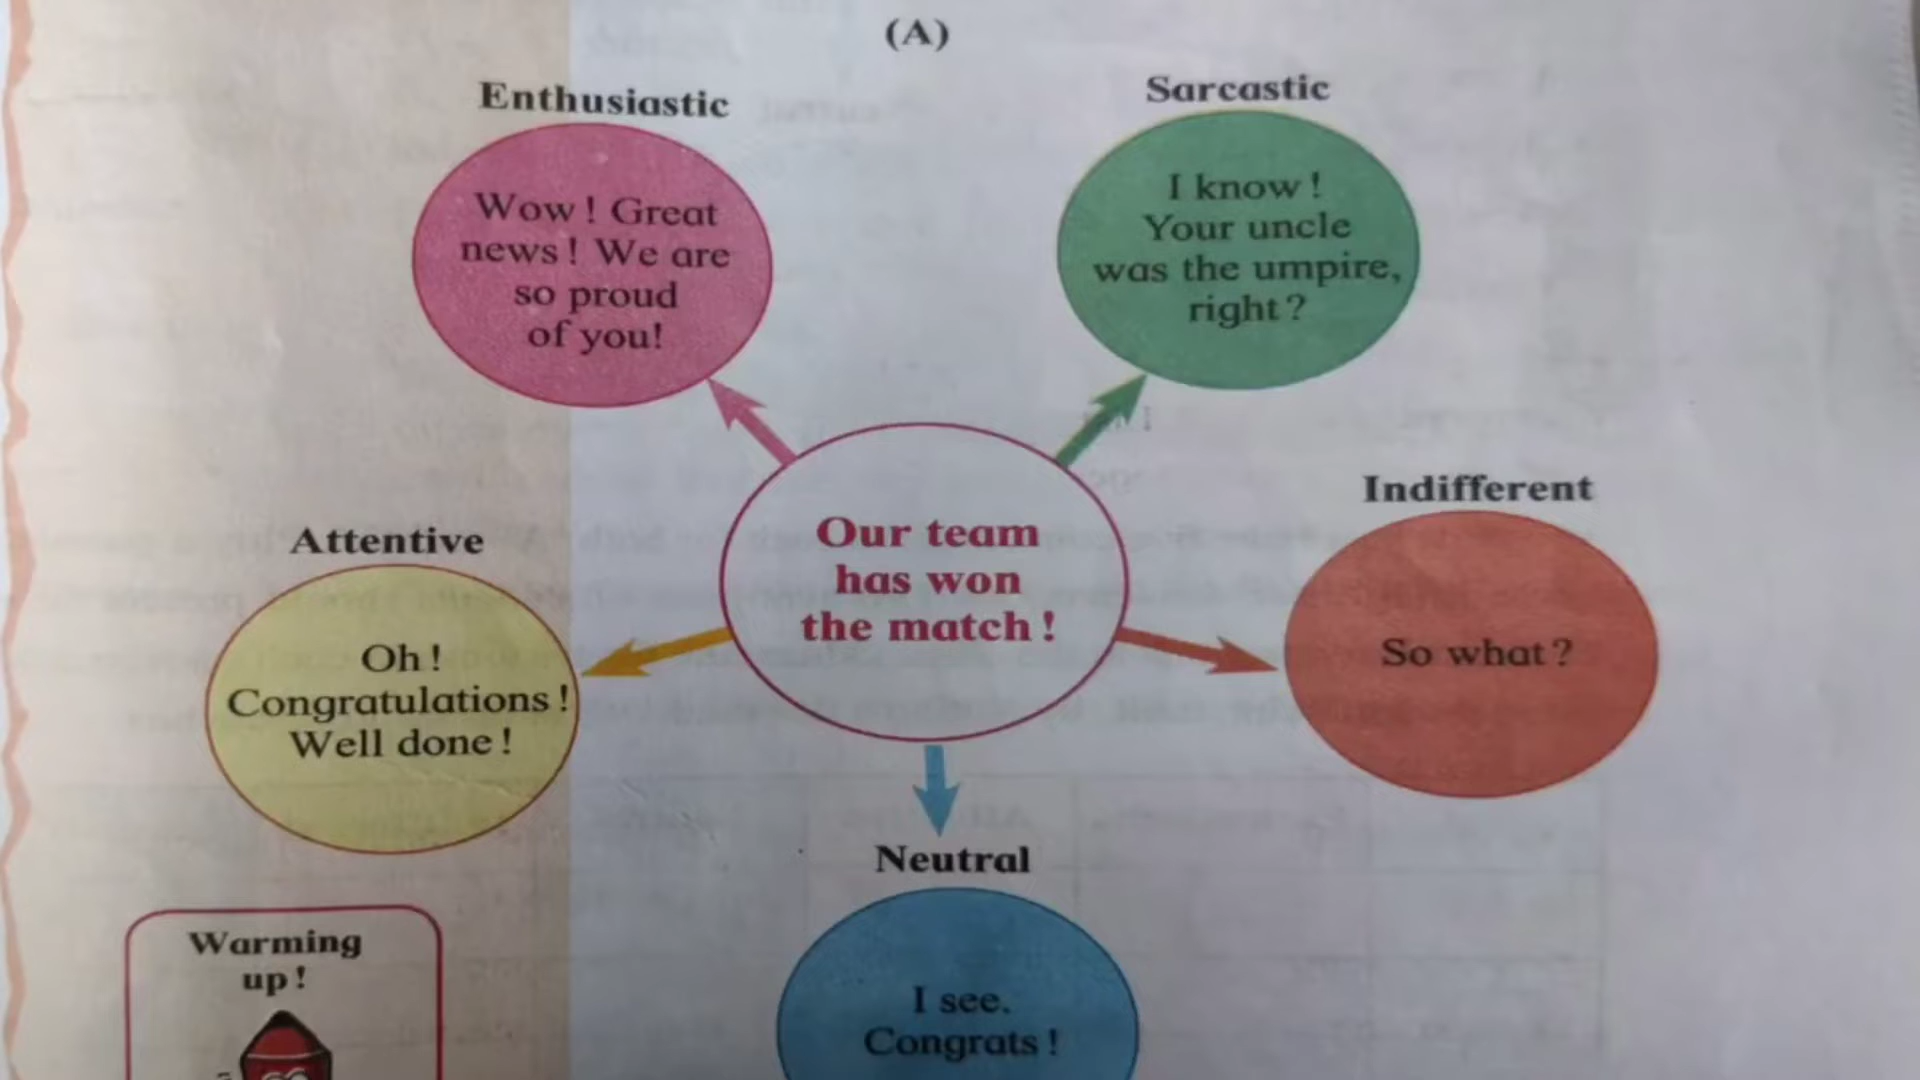 (A)
Enthusiastic
Wow! Great
news! We are
so proud
of you!
Sarcastic
I know!
Your uncle
was the umpire,
right?
Our team
has won
the match!
Indifferent
So what?
Attentive
Oh!
Congratulations!
Well done!
Neutral
I see.
Congrats!
Warming
up!